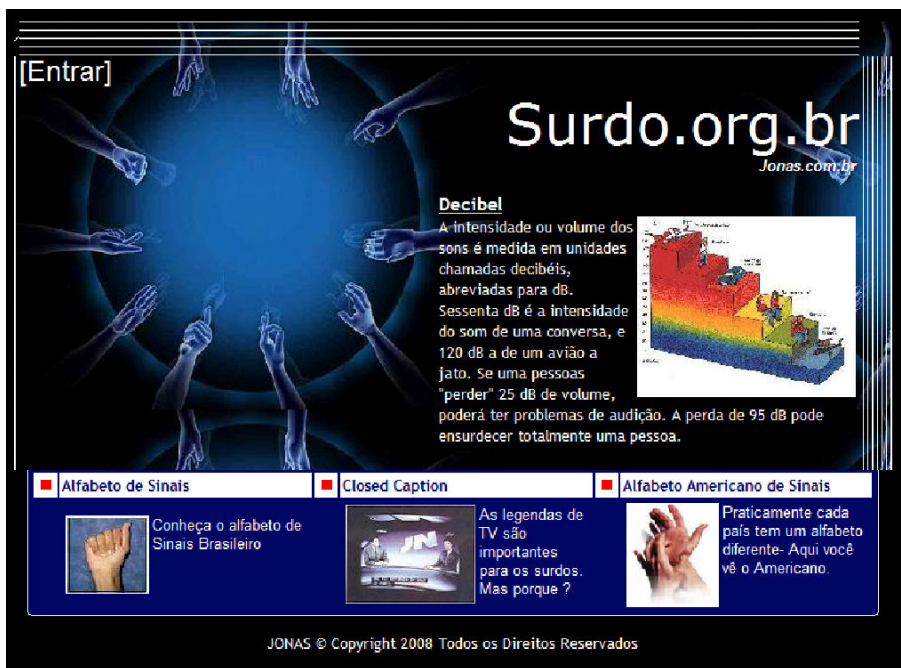 [Entrar]
Surdo.org.br
Jonas.com.br
Decibel
A intensidade ou volume dos
sons é medida em unidades
chamadas decibéis,
abreviadas para dB.
Sessenta dB é a intensidade
do som de uma conversa, e
120 dB a de um avião a
jato. Se uma pessoas
"perder" 25 dB de volume,
poderá ter problemas de audição. A perda de 95 dB pode
ensurdecer totalmente uma pessoa.
Alfabeto de Sinais
Conheça o alfabeto de
Sinais Brasileiro
Closed Caption
JN
As legendas de
TV são
importantes
para os surdos.
Mas porque ?
Alfabeto Americano de Sinais
Praticamente cada
país tem um alfabeto
diferente- Aqui você
vê o Americano.
JONAS © Copyright 2008 Todos os Direitos Reservados